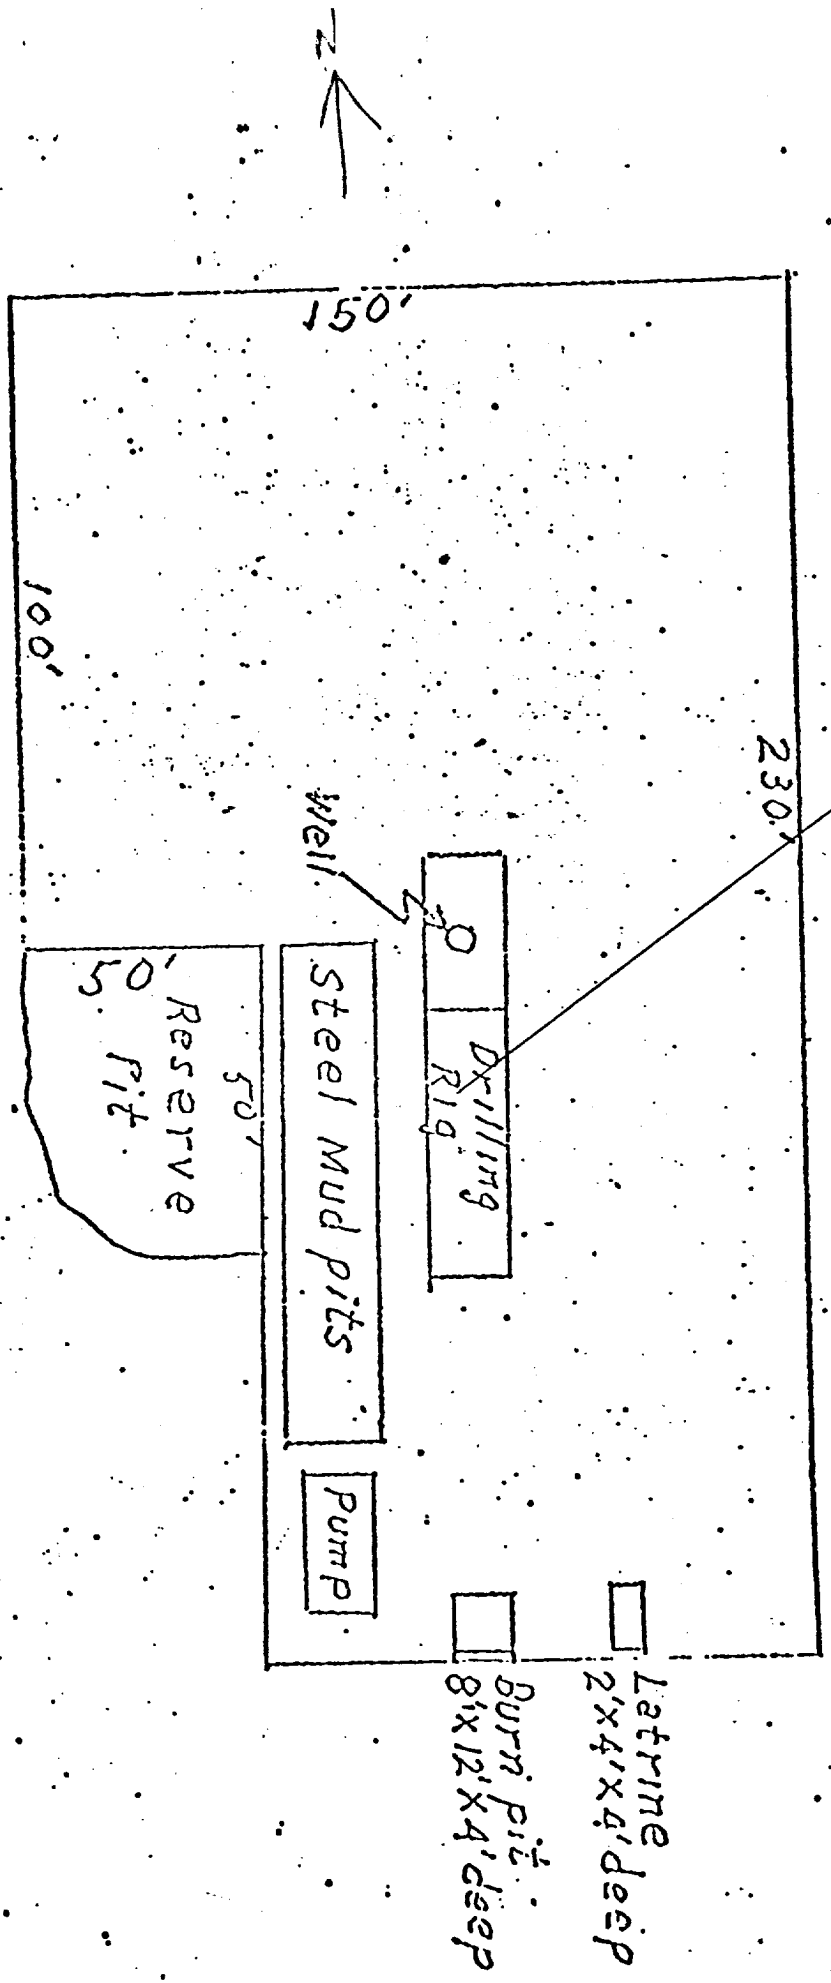 N
150'
230'
100'
Well
Drilling
Rig
Steel Mud pits
50'
50'
Reserve
Pit
Pump
Latrine
2'x4'x4' deep
Burn pit
8'x12'x4' deep